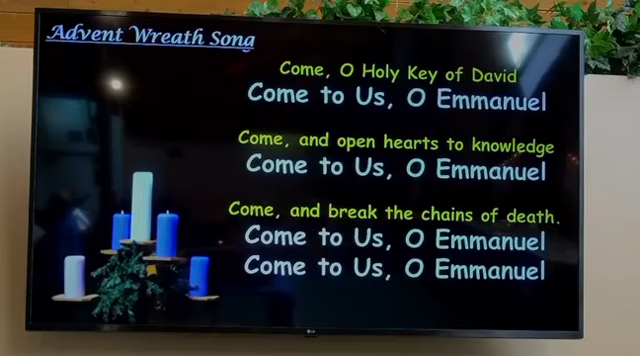 Advent Wreath Song
Come, O Holy Key of David
Come to Us, O Emmanuel
Come, and open hearts to knowledge
Come to Us, O Emmanuel
Come, and break the chains of death.
Come to Us, O Emmanuel
Come to Us, O Emmanuel
LG